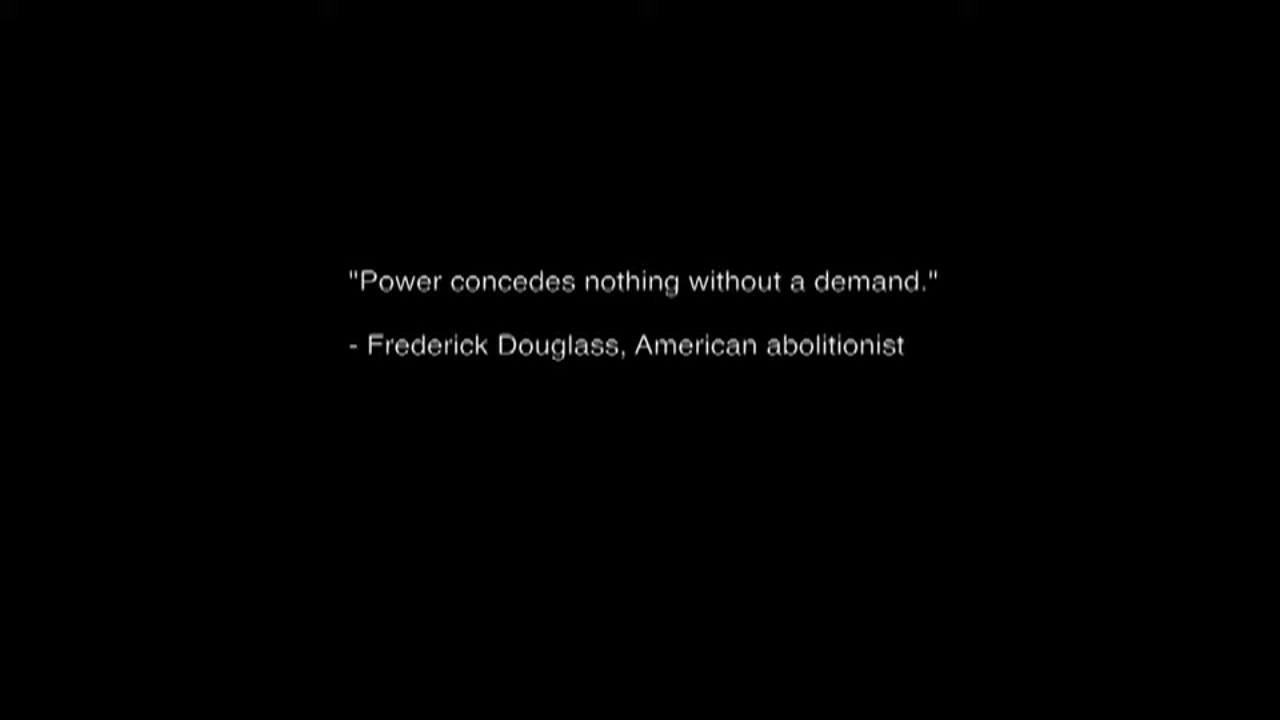 "Power concedes nothing without a demand."
- Frederick Douglass, American abolitionist